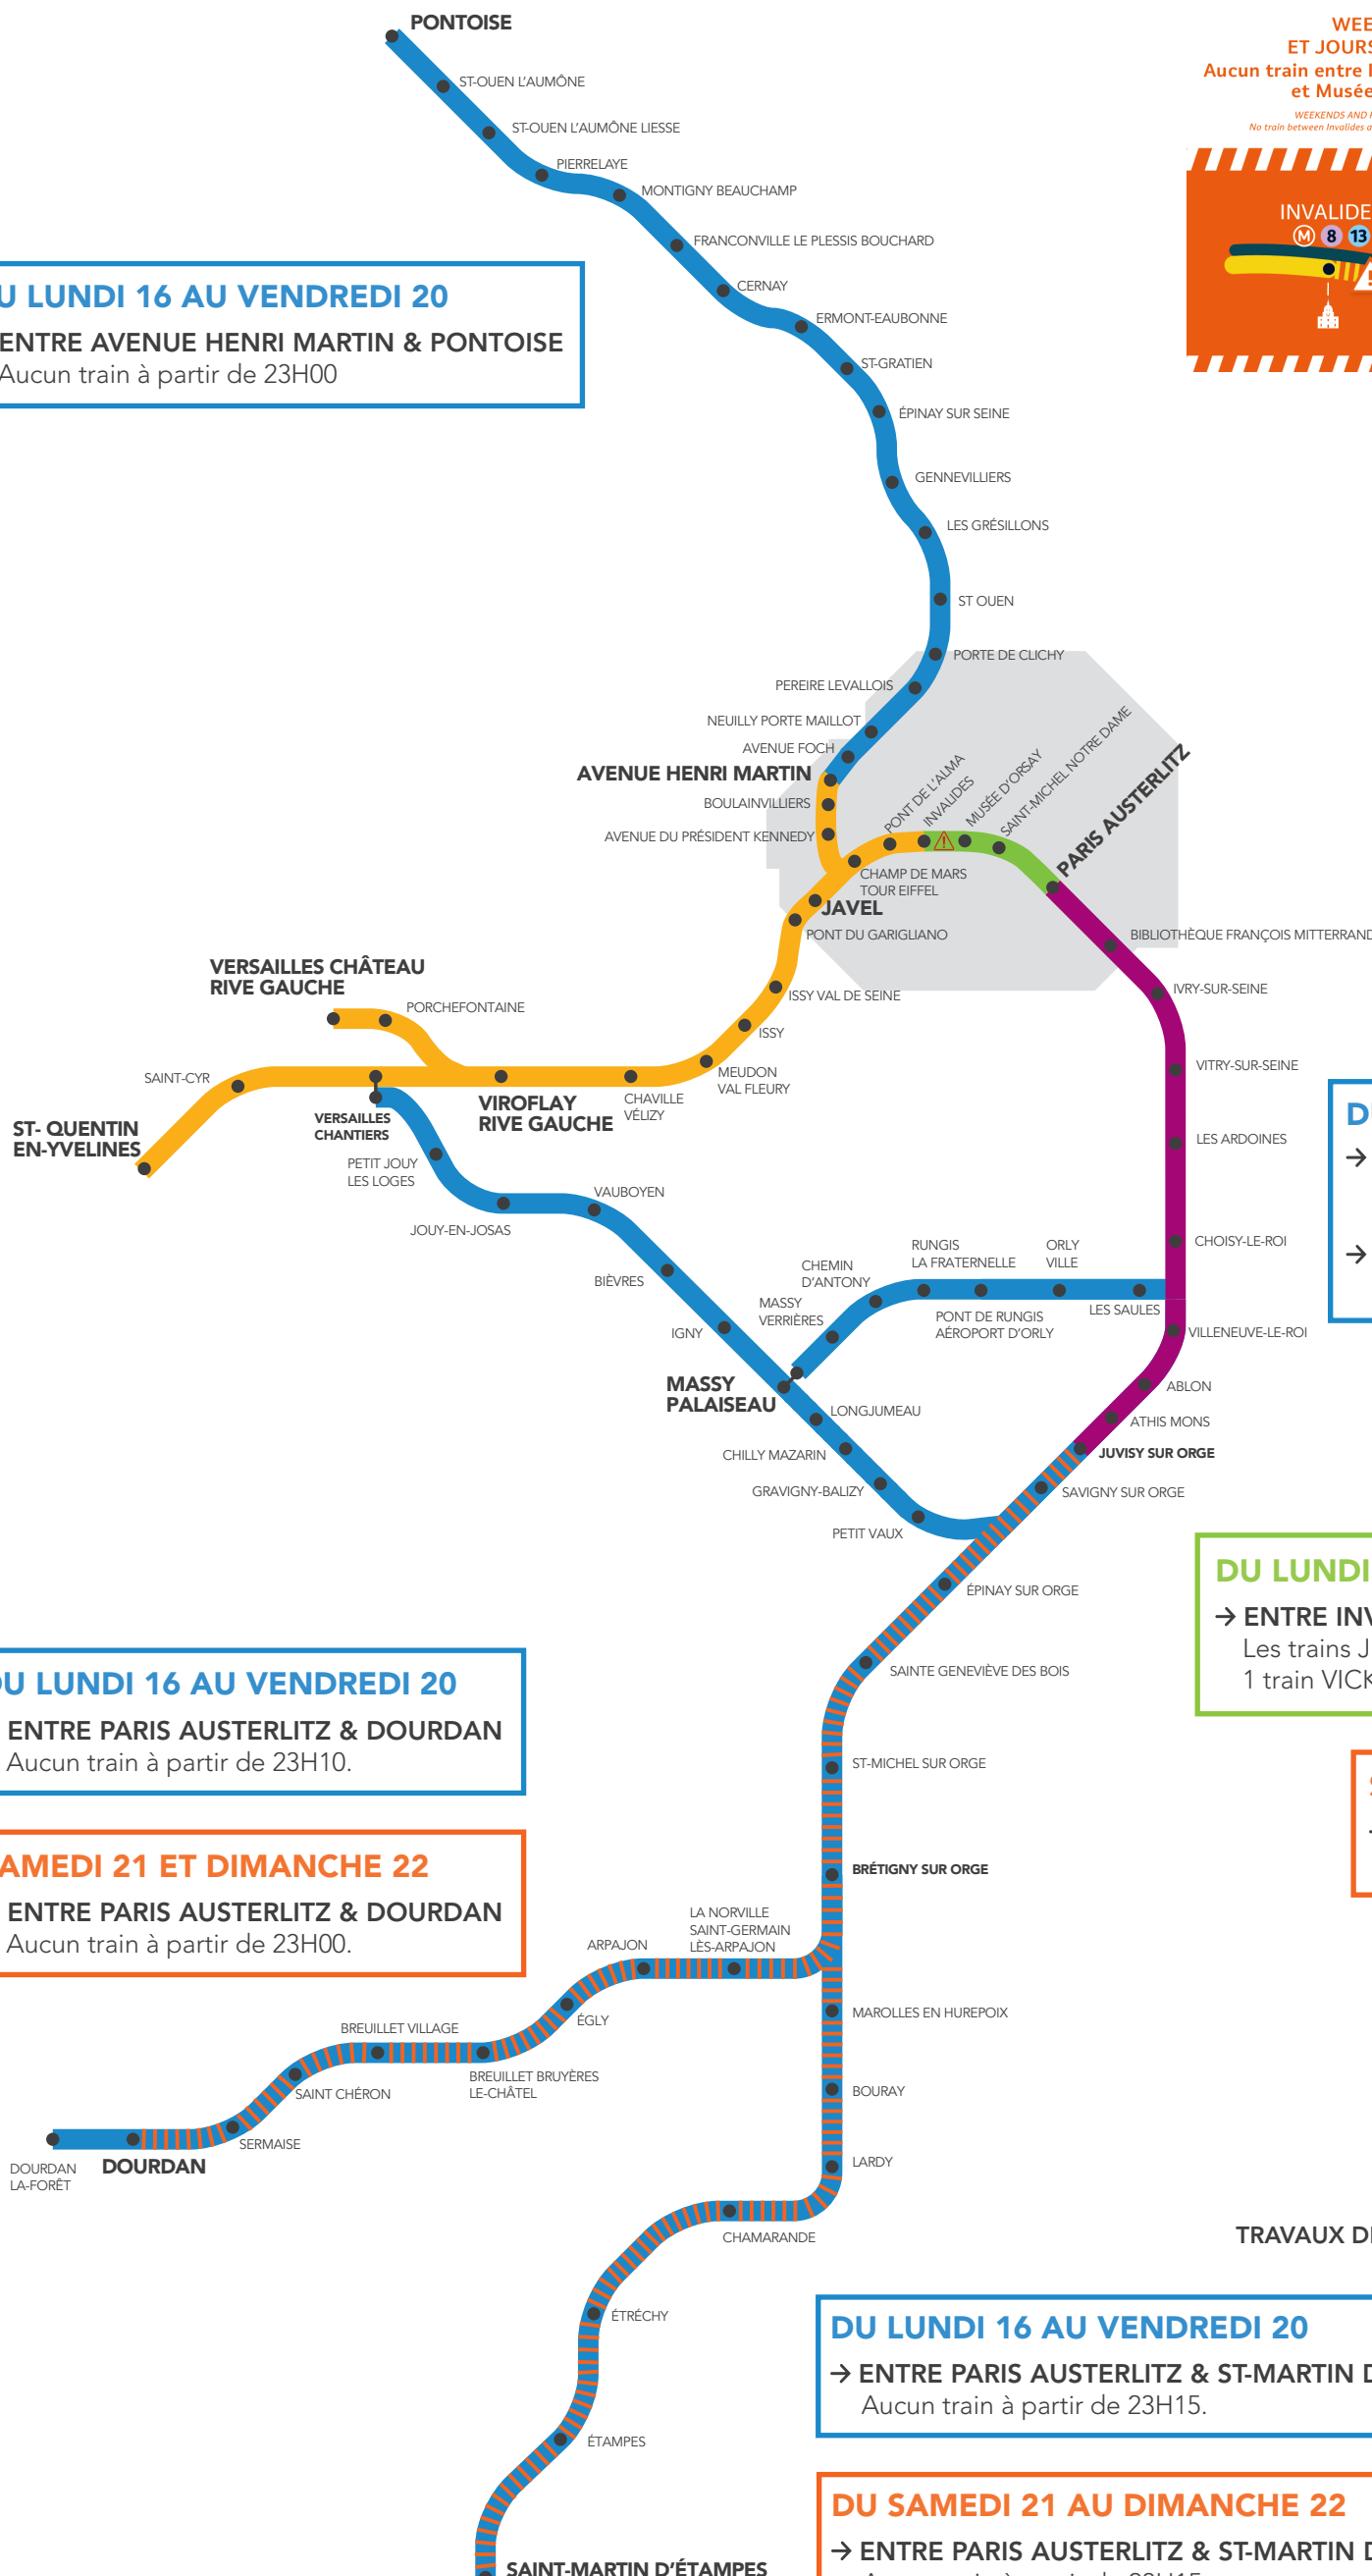 PONTOISE
WEE
ET JOURS
Aucun train entre I
et Musée
WEEKENDS AND
No train between Invalides a
ST-OUEN L'AUMÔNE
ST-OUEN L'AUMÔNE LIESSE
PIERRELAYE
MONTIGNY BEAUCHAMP
INVALIDE
M 8 13
FRANCONVILLE LE PLESSIS BOUCHARD
CERNAY
U LUNDI 16 AU VENDREDI 20
ENTRE AVENUE HENRI MARTIN & PONTOISE
Aucun train à partir de 23H00
ERMONT-EAUBONNE
ST-GRATIEN
ÉPINAY SUR SEINE
GENNEVILLIERS
LES GRÉSILLONS
ST OUEN
PORTE DE CLICHY
PEREIRE LEVALLOIS
NEUILLY PORTE MAILLOT
AVENUE FOCH
AVENUE HENRI MARTIN
BOULAINVILLIERS
AVENUE DU PRÉSIDENT KENNEDY
PONT DE L'ALMA
INVALIDES
MUSÉE D'ORSAY
SAINT-MICHEL NOTRE DAME
PARIS AUSTERLITZ
CHAMP DE MARS
TOUR EIFFEL
JAVEL
PONT DU GARIGLIANO
BIBLIOTHÈQUE FRANÇOIS MITTERRAND
VERSAILLES CHÂTEAU
RIVE GAUCHE
PORCHEFONTAINE
ISSY VAL DE SEINE
IVRY-SUR-SEINE
ISSY
MEUDON
VAL FLEURY
CHAVILLE
VÉLIZY
VIROFLAY
RIVE GAUCHE
SAINT-CYR
VERSAILLES
CHANTIERS
ST- QUENTIN
EN-YVELINES
VITRY-SUR-SEINE
D
LES ARDOINES
→
→
PETIT JOUY
LES LOGES
JOUY-EN-JOSAS
VAUBOYEN
BIÈVRES
IGNY
CHOISY-LE-ROI
ORLY
VILLE
RUNGIS
LA FRATERNELLE
CHEMIN
D'ANTONY
MASSY
VERRIÈRES
PONT DE RUNGIS
AÉROPORT D'ORLY
LES SAULES
VILLENEUVE-LE-ROI
MASSY
PALAISEAU
LONGJUMEAU
CHILLY MAZARIN
GRAVIGNY-BALIZY
PETIT VAUX
ABLON
ATHIS MONS
JUVISY SUR ORGE
SAVIGNY SUR ORGE
ÉPINAY SUR ORGE
DU LUNDI
→ ENTRE INV
Les trains J
1 train VICK
SAINTE GENEVIÈVE DES BOIS
ST-MICHEL SUR ORGE
U LUNDI 16 AU VENDREDI 20
ENTRE PARIS AUSTERLITZ & DOURDAN
Aucun train à partir de 23H10.
AMEDI 21 ET DIMANCHE 22
ENTRE PARIS AUSTERLITZ & DOURDAN
Aucun train à partir de 23H00.
BRÉTIGNY SUR ORGE
LA NORVILLE
SAINT-GERMAIN
LÈS-ARPAJON
ARPAJON
ÉGLY
BREUILLET VILLAGE
BREUILLET BRUYÈRES
LE-CHÂTEL
SAINT CHÉRON
SERMAISE
DOURDAN
DOURDAN
LA-FORÊT
MAROLLES EN HUREPOIX
BOURAY
LARDY
CHAMARANDE
TRAVAUX D
ÉTRÉCHY
ÉTAMPES
DU LUNDI 16 AU VENDREDI 20
→ ENTRE PARIS AUSTERLITZ & ST-MARTIN D
Aucun train à partir de 23H15.
DU SAMEDI 21 AU DIMANCHE 22
→ ENTRE PARIS AUSTERLITZ & ST-MARTIN D
SAINT-MARTIN D'ÉTAMPES